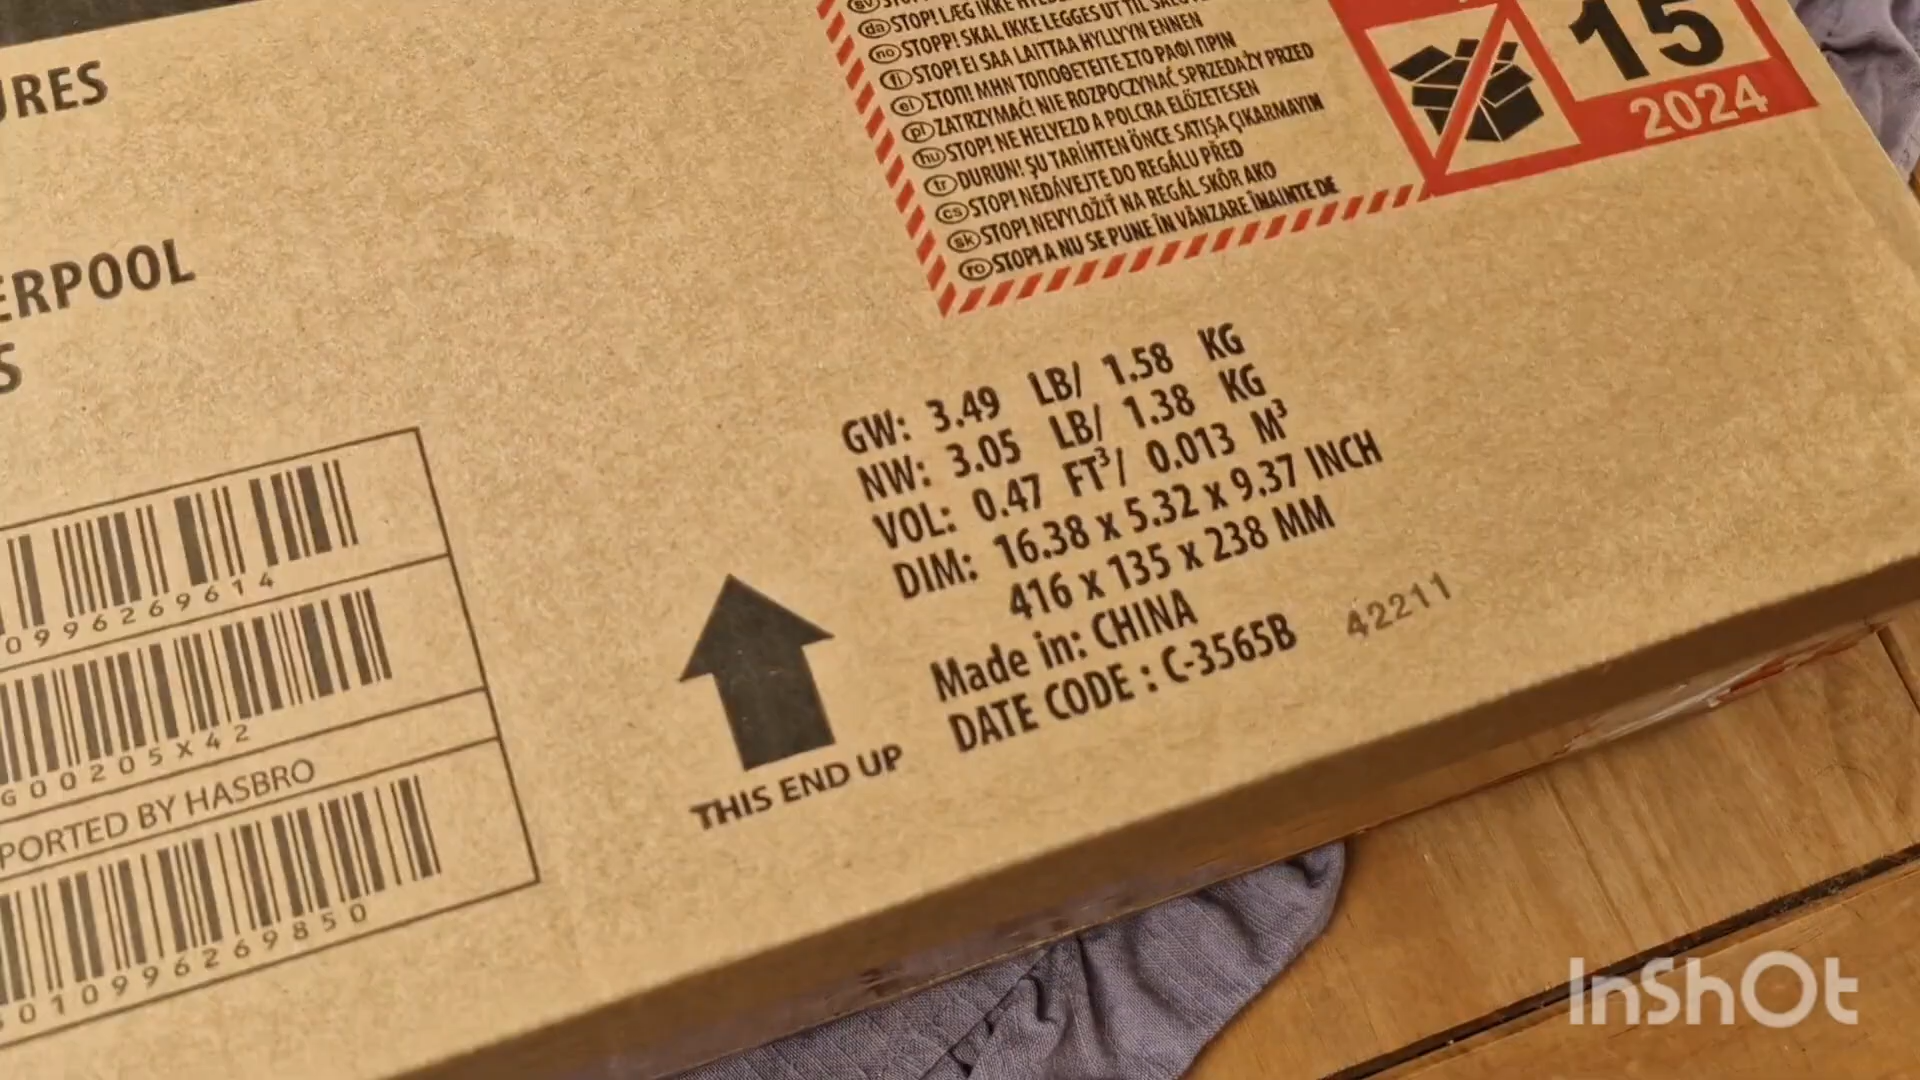 URES
ERPOOL
S
STOP! LÆG IKKE
da
no STOPP! SKAL IKKE LEGGES UT TIL
fi STOP! EI SAA LAITTAA HYLLYYN ENNEN
el ΣΤΟΠ! ΜΗΝ ΤΟΠΟΘΕΤΕΙΤΕ ΣΤΟ ΡΑΦΙ ΠΡΙΝ
pl ZATRZYMAĆ! NIE ROZPOCZYNAĆ SPRZEDAŻY PRZED
hu STOP! NE HELYEZD A POLCRA ELŐZETESEN
tr DURUN! ŞU TARİHTEN ÖNCE SATIŞA ÇIKARMAYIN
cs STOP! NEDÁVEJTE DO REGÁLU PŘED
sk STOP! NEVYLOŽIŤ NA REGÁL SKÔR AKO
ro STOP! A NU SE PUNE ÎN VÂNZARE ÎNAINTE DE
15
2024
GW: 3.49 LB/ 1.58 KG
NW: 3.05 LB/ 1.38 KG
VOL: 0.47 FT³/ 0.013 M³
DIM: 16.38 x 5.32 x 9.37 INCH
416 x 135 x 238 MM
Made in: CHINA
DATE CODE : C-3565B 42211
THIS END UP
0996269614
G00205X42
PORTED BY HASBRO
010996269850
InShOt